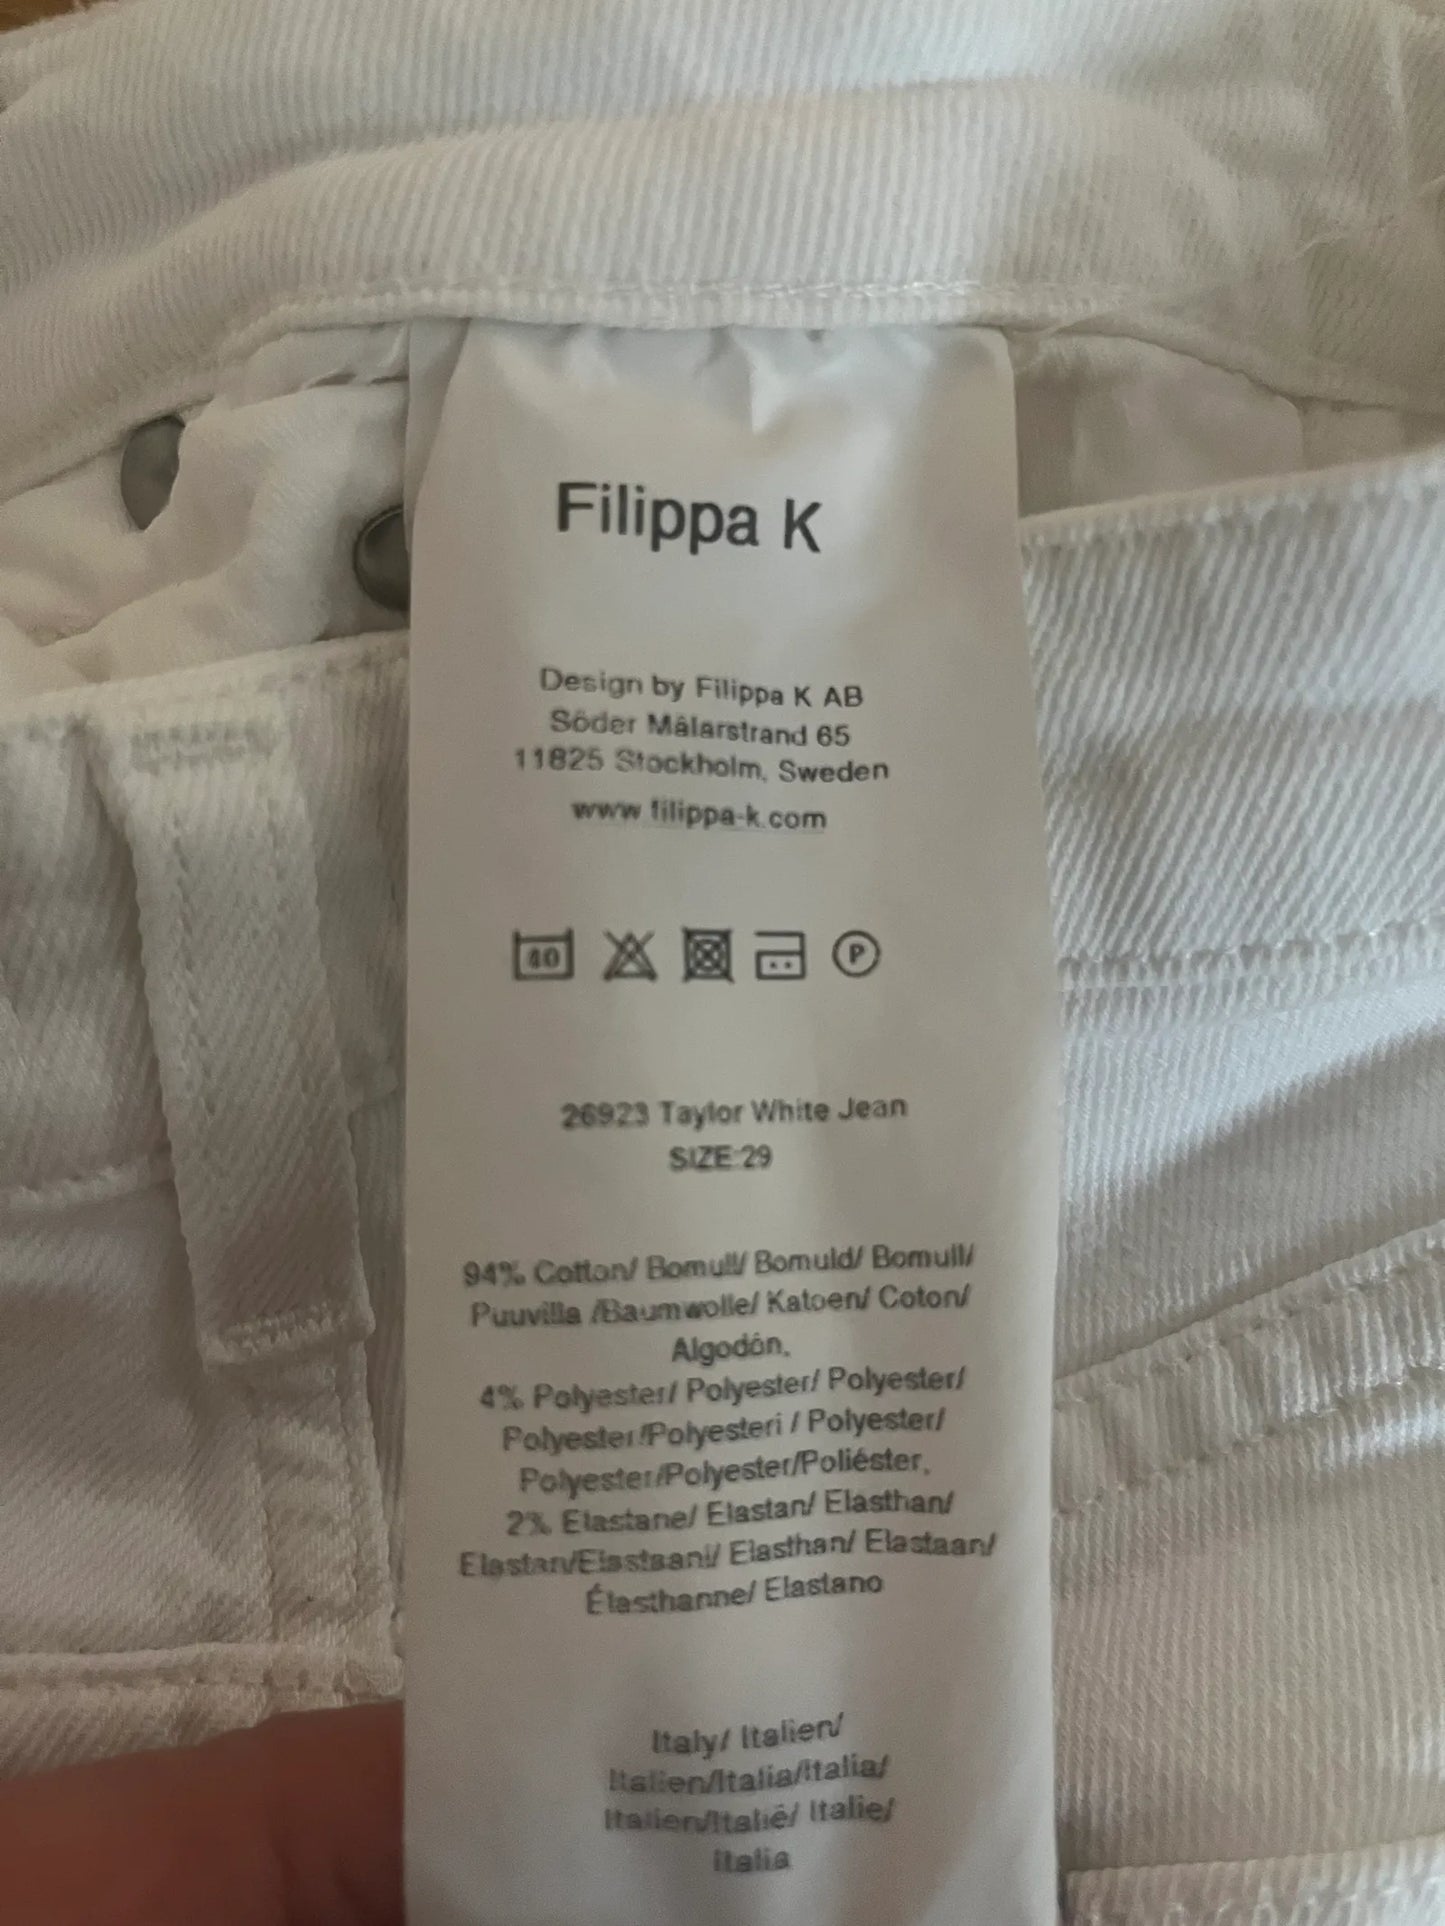 Filippa K
Design by Filippa K AB
Söder Mälarstrand 65
11825 Stockholm, Sweden
www.filippa-k.com
40
P
26923 Taylor White Jean
SIZE:29
94% Cotton/ Bomull/ Bomuld/ Bomull/
Puuvilla /Baumwolle/ Katoen/ Coton/
Algodón,
4% Polyester/ Polyester/ Polyester/
Polyester/Polyesteri / Polyester/
Polyester/Polyester/Poliéster,
2% Elastane/ Elastan/ Elasthan/
Elastan/Elastaani/ Elasthan/ Elastaan/
Élasthanne/ Elastano
Italy/ Italien/
Italien/Italia/Italia/
Italien/Italië/ Italie/
Italia